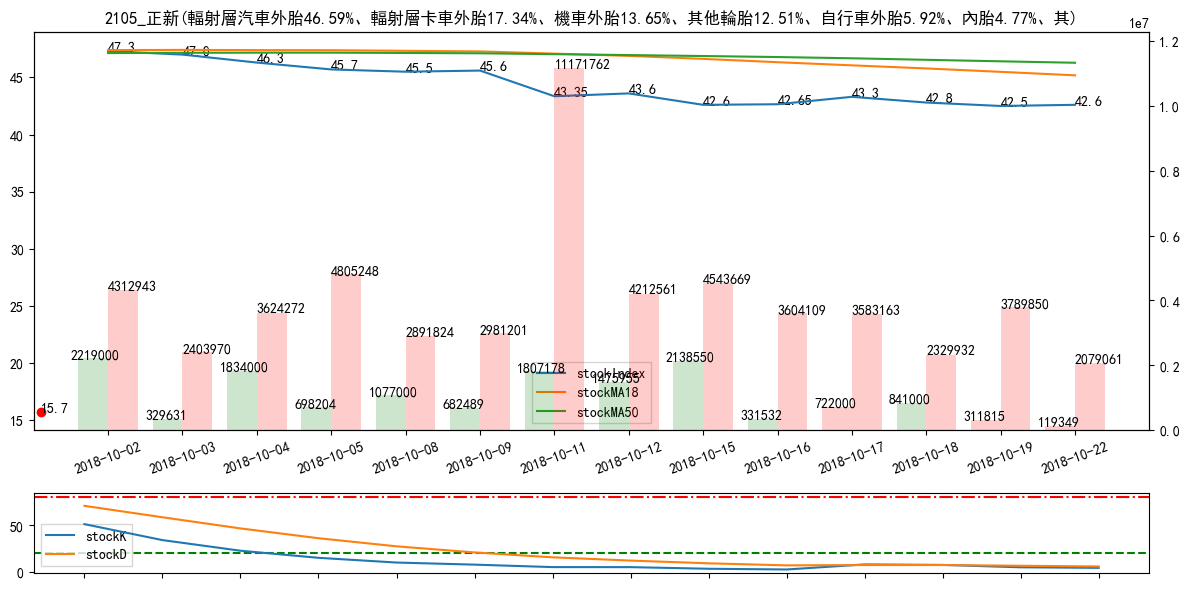 2105_正新(輻射層汽車外胎46.59%、輻射層卡車外胎17.34%、機車外胎13.65%、其他輪胎12.51%、自行車外胎5.92%、內胎4.77%、其)
1e7
47.3 47.0 46.3 45.7 45.5 45.6 43.35 43.6 42.6 42.65 43.3 42.8 42.5 42.6
45
40
35
30
25
20
15
1.2
1.0
0.8
0.6
0.4
0.2
0.0
4312943 2403970 3624272 4805248 2891824 2981201 11171762 4212561 4543669 3604109 3583163 2329932 3789850 2079061
2219000 329631 1834000 698204 1077000 682489 1807178 1475955 2138550 331532 722000 841000 311815 119349
15.7
stockIndex
stockMA18
stockMA50
2018-10-02 2018-10-03 2018-10-04 2018-10-05 2018-10-08 2018-10-09 2018-10-11 2018-10-12 2018-10-15 2018-10-16 2018-10-17 2018-10-18 2018-10-19 2018-10-22
50
0
stockK
stockD